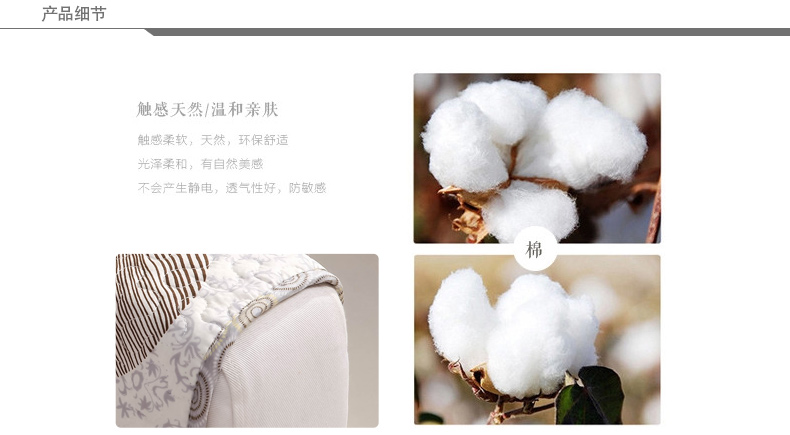 产品细节
触感天然/温和亲肤
触感柔软，天然，环保舒适
光泽柔和，有自然美感
不会产生静电，透气性好，防敏感
棉